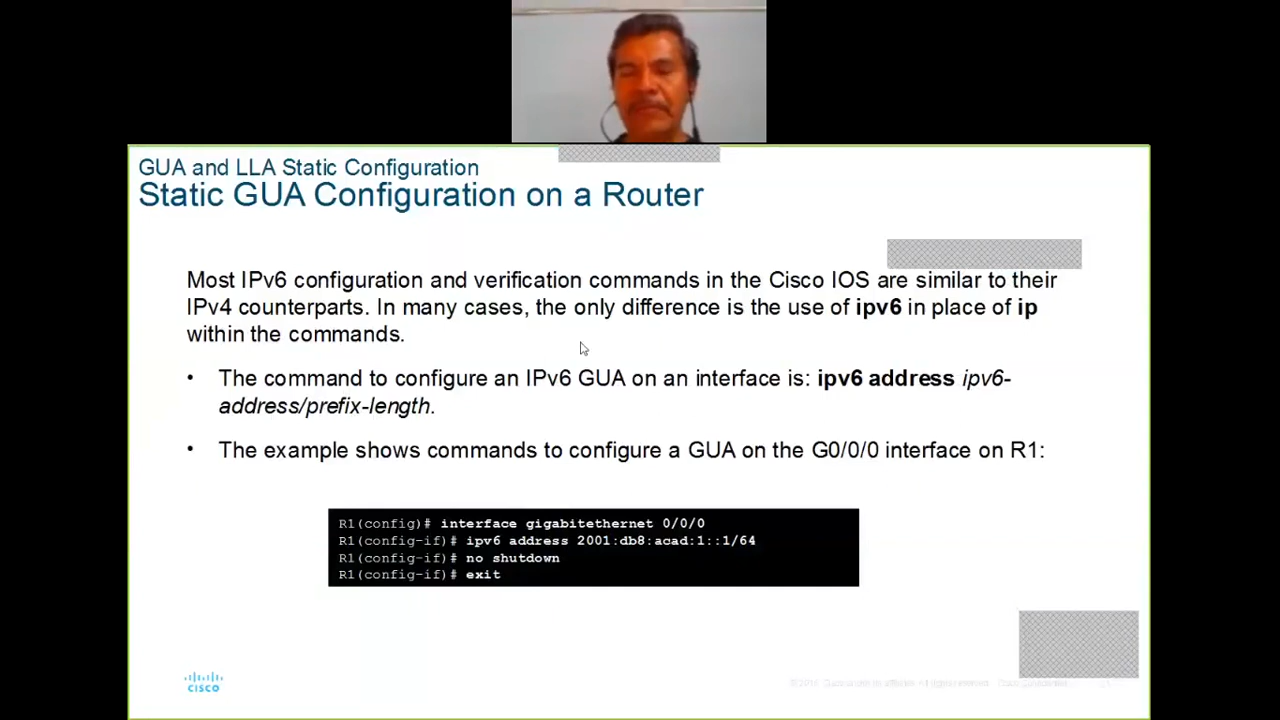 GUA and LLA Static Configuration
Static GUA Configuration on a Router
Most IPv6 configuration and verification commands in the Cisco IOS are similar to their
IPv4 counterparts. In many cases, the only difference is the use of ipv6 in place of ip
within the commands.
• The command to configure an IPv6 GUA on an interface is: ipv6 address ipv6-
address/prefix-length.
• The example shows commands to configure a GUA on the G0/0/0 interface on R1:
R1(config)# interface gigabitethernet 0/0/0
R1(config-if)# ipv6 address 2001:db8:acad:1::1/64
R1(config-if)# no shutdown
R1(config-if)# exit
CISCO